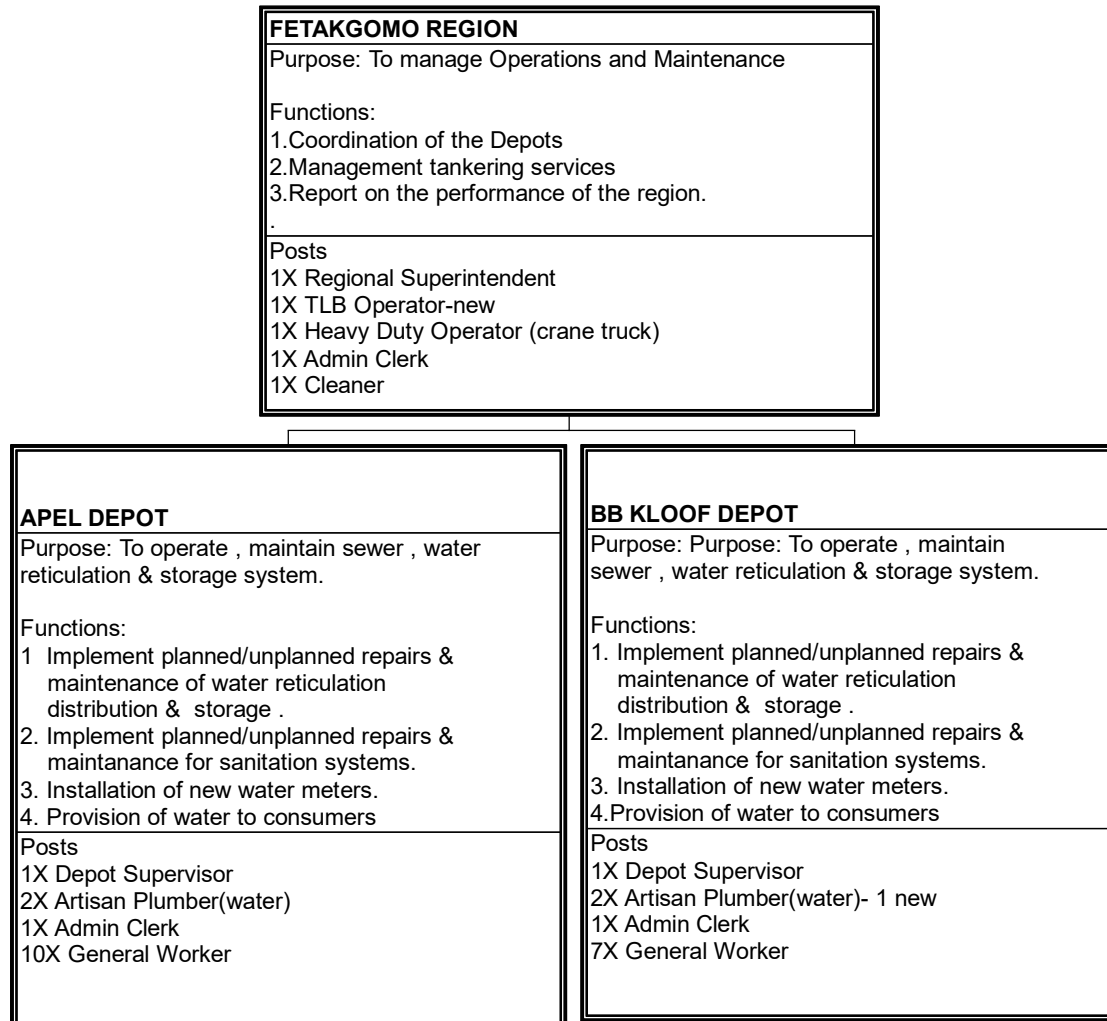 FETAKGOMO REGION
Purpose: To manage Operations and Maintenance
Functions:
1.Coordination of the Depots
2.Management tankering services
3.Report on the performance of the region.
.
Posts
1X Regional Superintendent
1X TLB Operator-new
1X Heavy Duty Operator (crane truck)
1X Admin Clerk
1X Cleaner
APEL DEPOT
Purpose: To operate , maintain sewer , water
reticulation & storage system.
Functions:
1 Implement planned/unplanned repairs &
maintenance of water reticulation
distribution & storage .
2. Implement planned/unplanned repairs &
maintanance for sanitation systems.
3. Installation of new water meters.
4. Provision of water to consumers
Posts
1X Depot Supervisor
2X Artisan Plumber(water)
1X Admin Clerk
10X General Worker
BB KLOOF DEPOT
Purpose: Purpose: To operate , maintain
sewer , water reticulation & storage system.
Functions:
1. Implement planned/unplanned repairs &
maintenance of water reticulation
distribution & storage .
2. Implement planned/unplanned repairs &
maintanance for sanitation systems.
3. Installation of new water meters.
4.Provision of water to consumers
Posts
1X Depot Supervisor
2X Artisan Plumber(water)- 1 new
1X Admin Clerk
7X General Worker